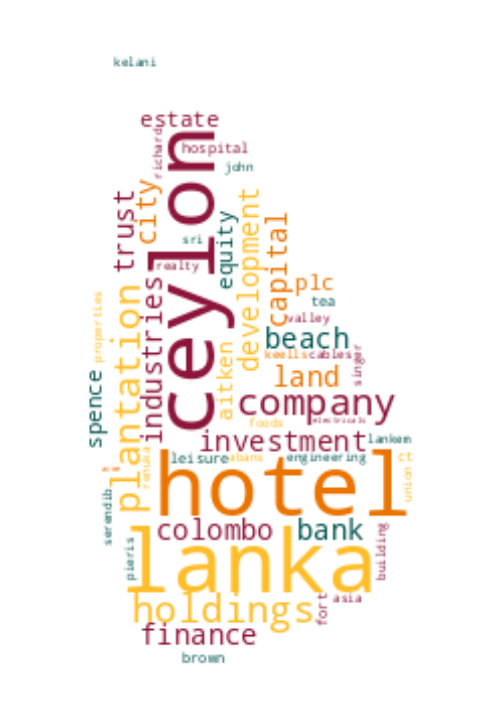 kelani
estate
richard
hospital
john
ceylon
trust
city
sri
equity
development
capital
realty
industries
plc
tea
valley
properties
plantation
beach
keells
cables
singer
aitken
land
spence
company
foods
electricals
investment
lankem
renuka
leisure
abans
engineering
ct
union
hotel
serendib
colombo
bank
building
pieris
lanka
holdings
fort
asia
finance
brown